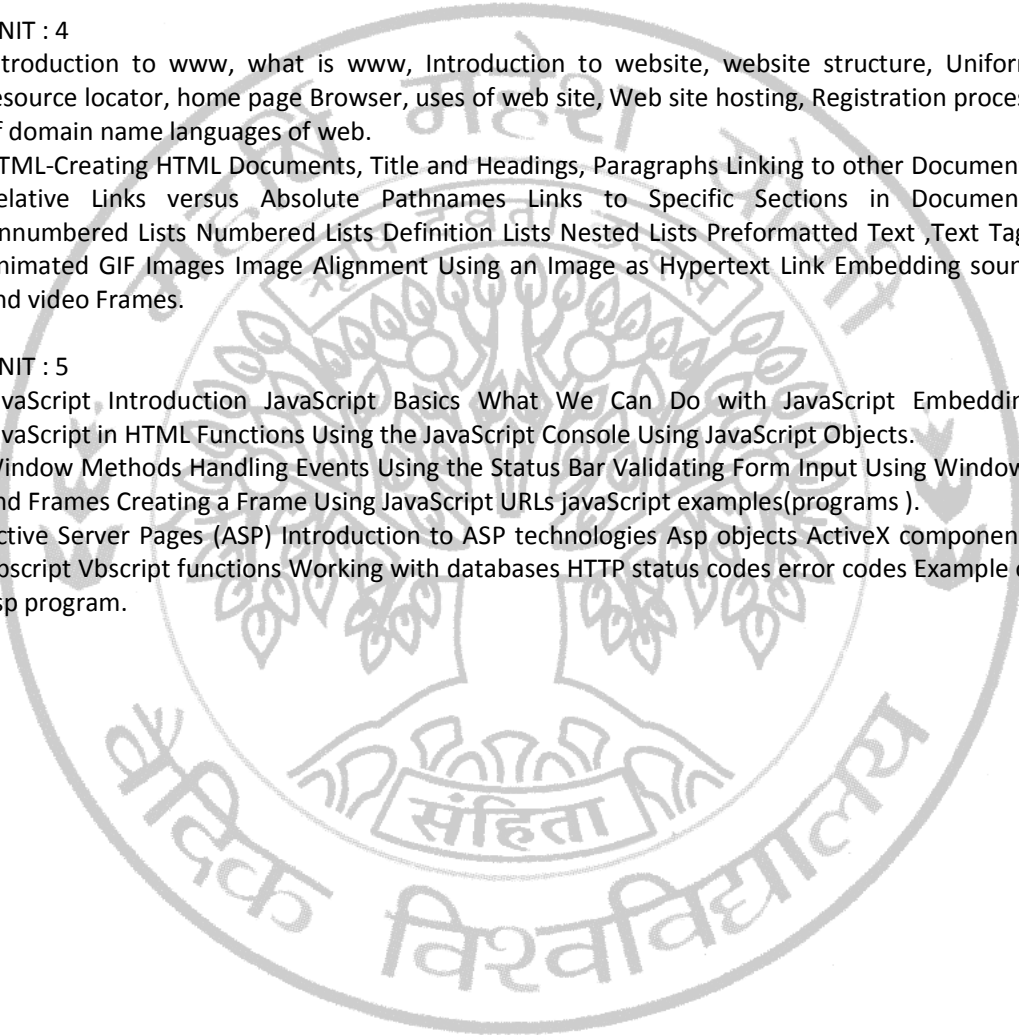 NIT : 4
troduction to www, what is www, Introduction to website, website structure, Unifor
esource locator, home page Browser, uses of web site, Web site hosting, Registration proces
f domain name languages of web.
TML-Creating HTML Documents, Title and Headings, Paragraphs Linking to other Documen
elative Links versus Absolute Pathnames Links to Specific Sections in Documen
nnumbered Lists Numbered Lists Definition Lists Nested Lists Preformatted Text ,Text Tag
nimated GIF Images Image Alignment Using an Image as Hypertext Link Embedding soun
nd video Frames.
NIT : 5
vaScript Introduction JavaScript Basics What We Can Do with JavaScript Embeddin
vaScript in HTML Functions Using the JavaScript Console Using JavaScript Objects.
Window Methods Handling Events Using the Status Bar Validating Form Input Using Window
nd Frames Creating a Frame Using JavaScript URLs javaScript examples(programs ).
ctive Server Pages (ASP) Introduction to ASP technologies Asp objects ActiveX componen
bscript Vbscript functions Working with databases HTTP status codes error codes Example o
sp program.
महर्षि महेश योगी
संहिता
वैदिक विश्वविद्यालय